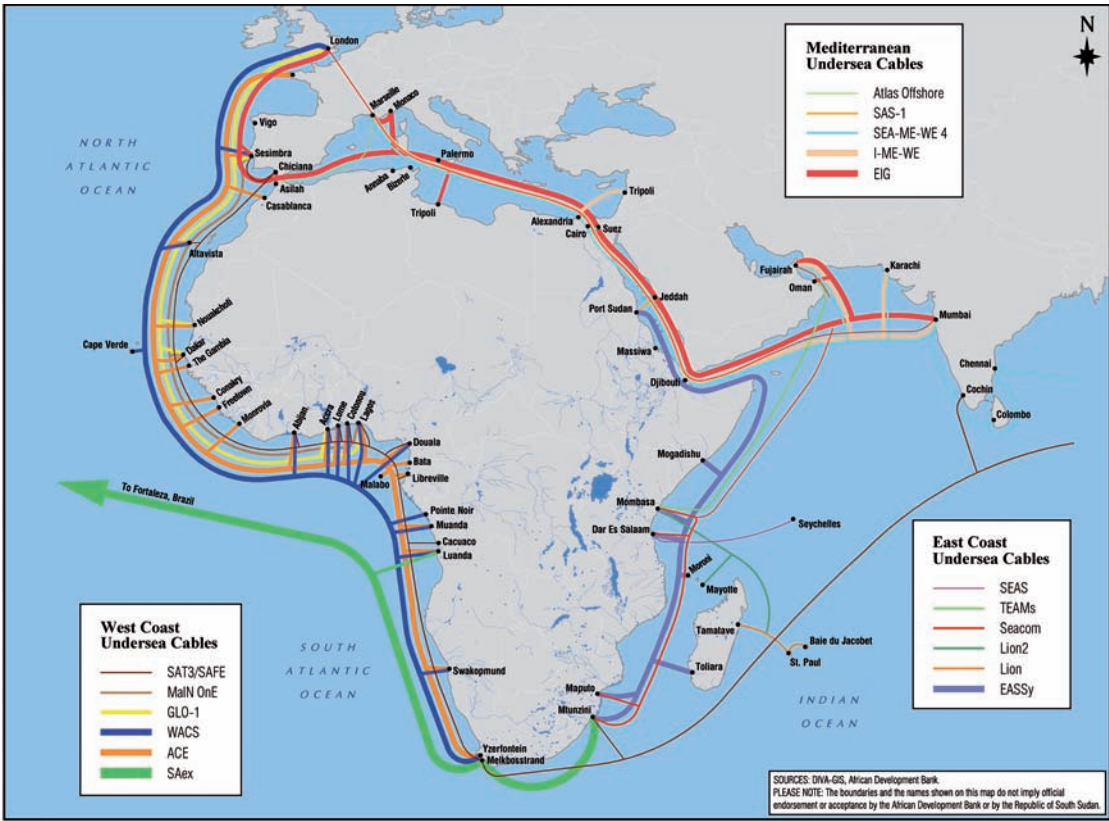 N
London
NORTH
ATLANTIC
OCEAN
Vigo
Marseille
Monaco
Sesimbra
Chiciana
Palermo
Annaba
Bizerte
Asilah
Casablanca
Tripoli
Tripoli
Alexandria
Cairo
Suez
Altavista
Fujairah
Oman
Karachi
Jeddah
Port Sudan
Mumbai
Nouakcholi
Cape Verde
Dakar
The Gambia
Massiwa
Djibouti
Chennai
Cochin
Colombo
Conakry
Freetown
Monrovia
Abijan
Accra
Lome
Cotonou
Lagos
Douala
Bata
Libreville
Malabo
Mogadishu
To Fortaleza, Brazil
Pointe Noir
Muanda
Cacuaco
Luanda
Mombasa
Dar Es Salaam
Seychelles
Moroni
Mayotte
Tamatave
Baie du Jacobet
St. Paul
SOUTH
ATLANTIC
OCEAN
Swakopmund
Toliara
Maputo
Mtunzini
INDIAN
OCEAN
Yzerfontein
Melkbosstrand
Mediterranean
Undersea Cables
Atlas Offshore
SAS-1
SEA-ME-WE 4
I-ME-WE
EIG
East Coast
Undersea Cables
SEAS
TEAMs
Seacom
Lion2
Lion
EASSy
West Coast
Undersea Cables
SAT3/SAFE
MaIN OnE
GLO-1
WACS
ACE
SAex
SOURCES: DIVA-GIS, African Development Bank.
PLEASE NOTE: The boundaries and the names shown on this map do not imply official
endorsement or acceptance by the African Development Bank or by the Republic of South Sudan.